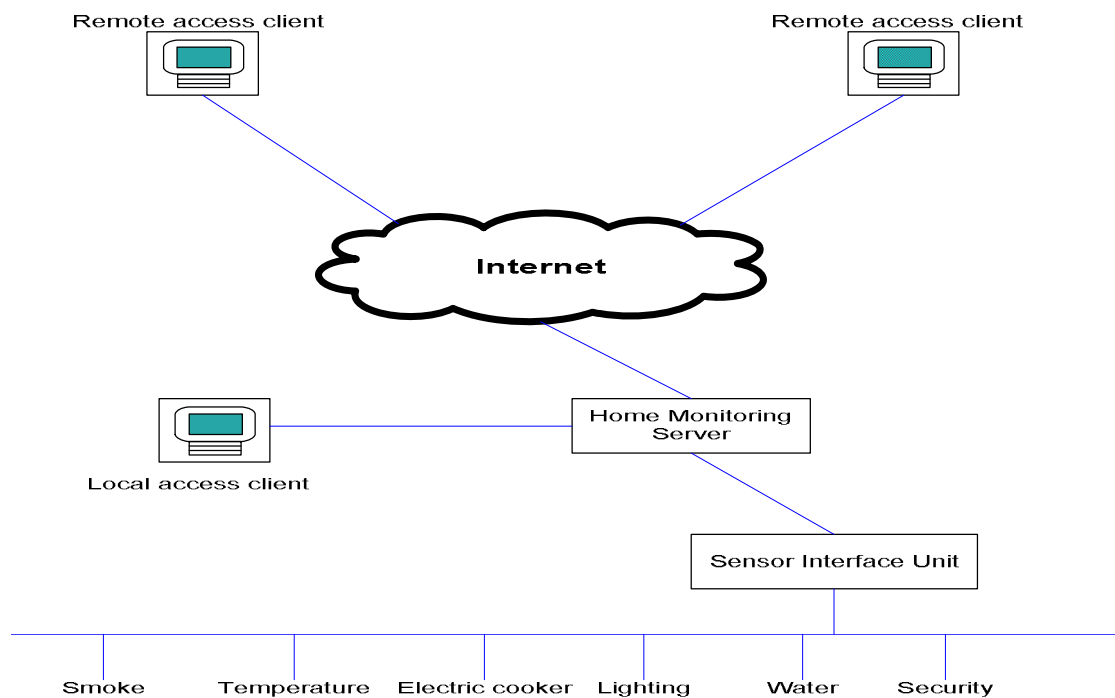 Remote access client
Remote access client
Internet
Home Monitoring
Server
Local access client
Sensor Interface Unit
Smoke
Temperature
Electric cooker
Lighting
Water
Security